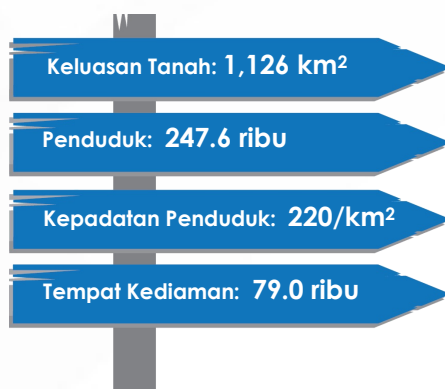 Keluasan Tanah: 1,126 km²
Penduduk: 247.6 ribu
Kepadatan Penduduk: 220/km²
Tempat Kediaman: 79.0 ribu